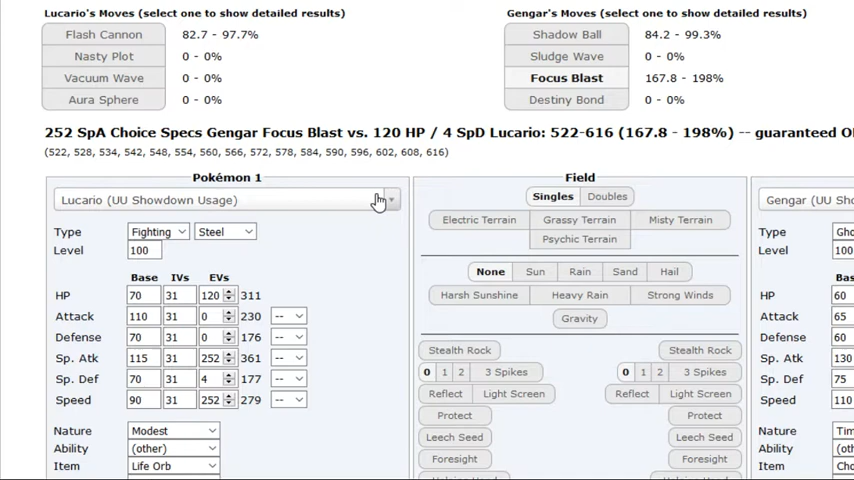 Lucario's Moves (select one to show detailed results) Gengar's Moves (select one to show detailed results)
Flash Cannon 82.7 - 97.7% Shadow Ball 84.2 - 99.3%
Nasty Plot 0 - 0% Sludge Wave 0 - 0%
Vacuum Wave 0 - 0% Focus Blast 167.8 - 198%
Aura Sphere 0 - 0% Destiny Bond 0 - 0%
252 SpA Choice Specs Gengar Focus Blast vs. 120 HP / 4 SpD Lucario: 522-616 (167.8 - 198%) -- guaranteed O
(522, 528, 534, 542, 548, 554, 560, 566, 572, 578, 584, 590, 596, 602, 608, 616)
Pokémon 1 Field
Lucario (UU Showdown Usage) Singles Doubles Gengar (UU Sho
Electric Terrain Grassy Terrain Misty Terrain
Type Fighting Steel Psychic Terrain Type Gho
Level 100 Level 100
None Sun Rain Sand Hail
Base IVs EVs Base
HP 70 31 120 311 Harsh Sunshine Heavy Rain Strong Winds HP 60
Attack 110 31 0 230 -- Gravity Attack 65
Defense 70 31 0 176 -- Defense 60
Sp. Atk 115 31 252 361 -- Stealth Rock Stealth Rock Sp. Atk 130
Sp. Def 70 31 4 177 -- 0 1 2 3 Spikes 0 1 2 3 Spikes Sp. Def 75
Speed 90 31 252 279 -- Reflect Light Screen Reflect Light Screen Speed 110
Protect Protect
Nature Modest Leech Seed Leech Seed Nature Tim
Ability (other) Foresight Foresight Ability (oth
Item Life Orb Item Cho